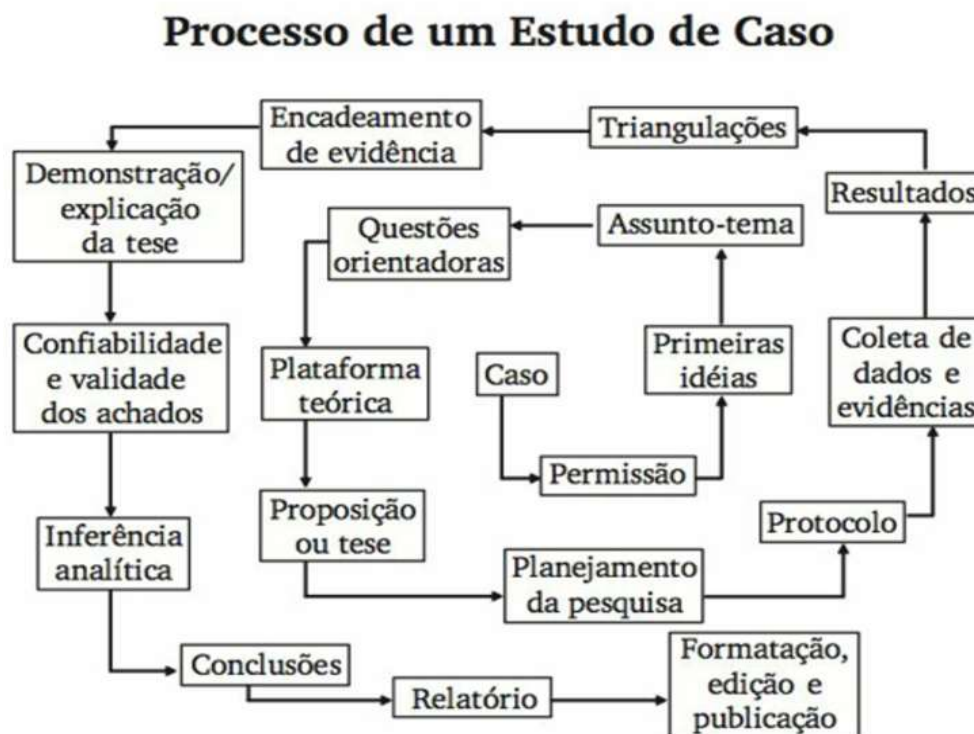 Processo de um Estudo de Caso
Encadeamento
de evidência
Triangulações
Demonstração/
explicação
da tese
Resultados
Questões
orientadoras
Assunto-tema
Confiabilidade
e validade
dos achados
Plataforma
teórica
Caso
Primeiras
idéias
Coleta de
dados e
evidências
Permissão
Inferência
analítica
Proposição
ou tese
Protocolo
Planejamento
da pesquisa
Conclusões
Relatório
Formatação,
edição e
publicação